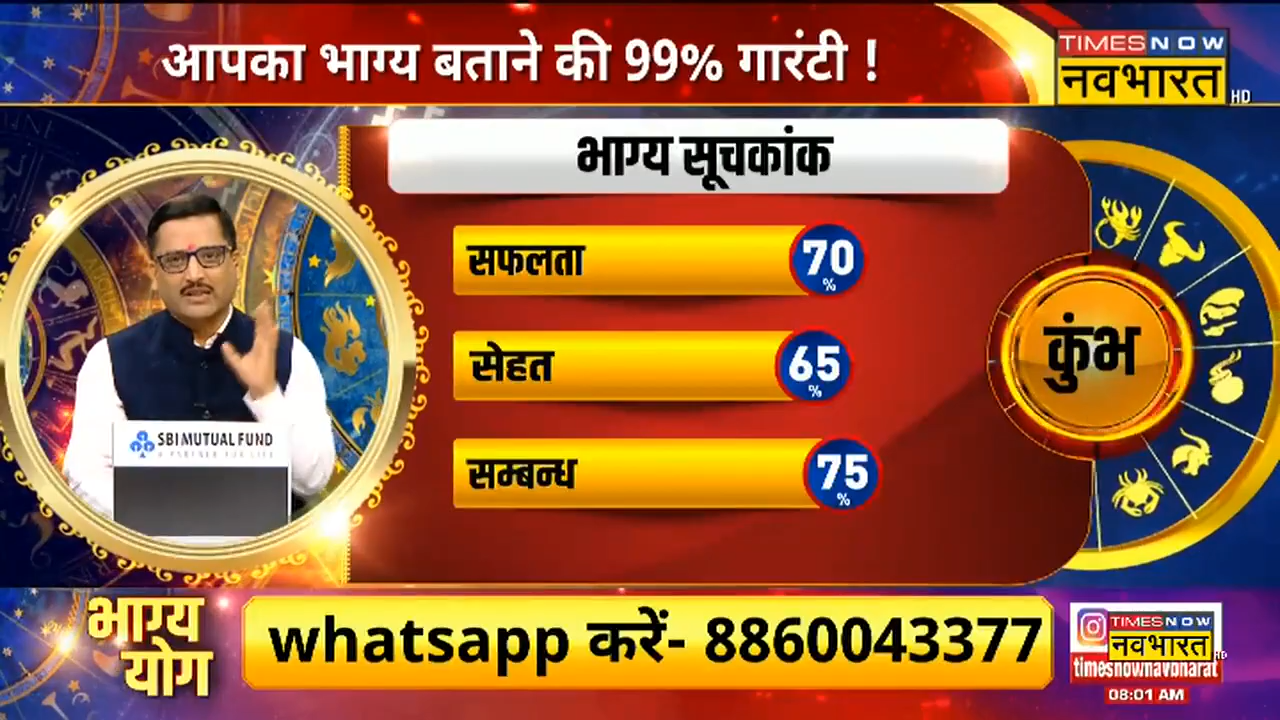 आपका भाग्य बताने की 99% गारंटी !
TIMES NOW
नवभारत
HD
भाग्य सूचकांक
सफलता 70 %
सेहत 65 %
सम्बन्ध 75 %
कुंभ
SBI MUTUAL FUND
A PARTNER FOR LIFE
भाग्य
योग
whatsapp करें- 8860043377
TIMES NOW
नवभारत
HD
timesnownavbharat
08:01 AM